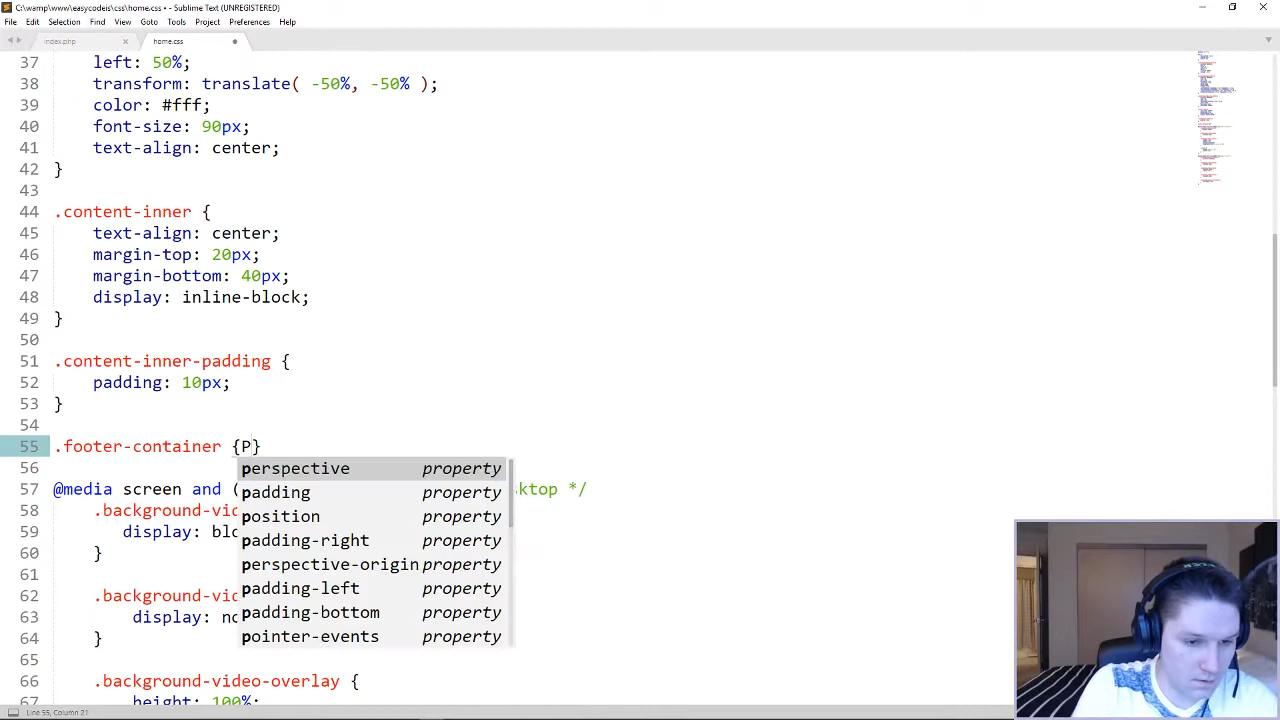 C:\wamp\www\easycodeis\css\home.css • - Sublime Text (UNREGISTERED)
File Edit Selection Find View Goto Tools Project Preferences Help
index.php home.css
37 left: 50%;
38 transform: translate( -50%, -50% );
39 color: #fff;
40 font-size: 90px;
41 text-align: center;
42 }
43
44 .content-inner {
45 text-align: center;
46 margin-top: 20px;
47 margin-bottom: 40px;
48 display: inline-block;
49 }
50
51 .content-inner-padding {
52 padding: 10px;
53 }
54
55 .footer-container {P}
perspective property
56
padding property
57 @media screen and ( sktop */
58 .background-vid
position property
59 display: blo
padding-right property
60 }
perspective-origin property
61
padding-left property
62 .background-vid
padding-bottom property
63 display: no
64 }
pointer-events property
65
66 .background-video-overlay {
67 height: 100%;
Line 55, Column 21